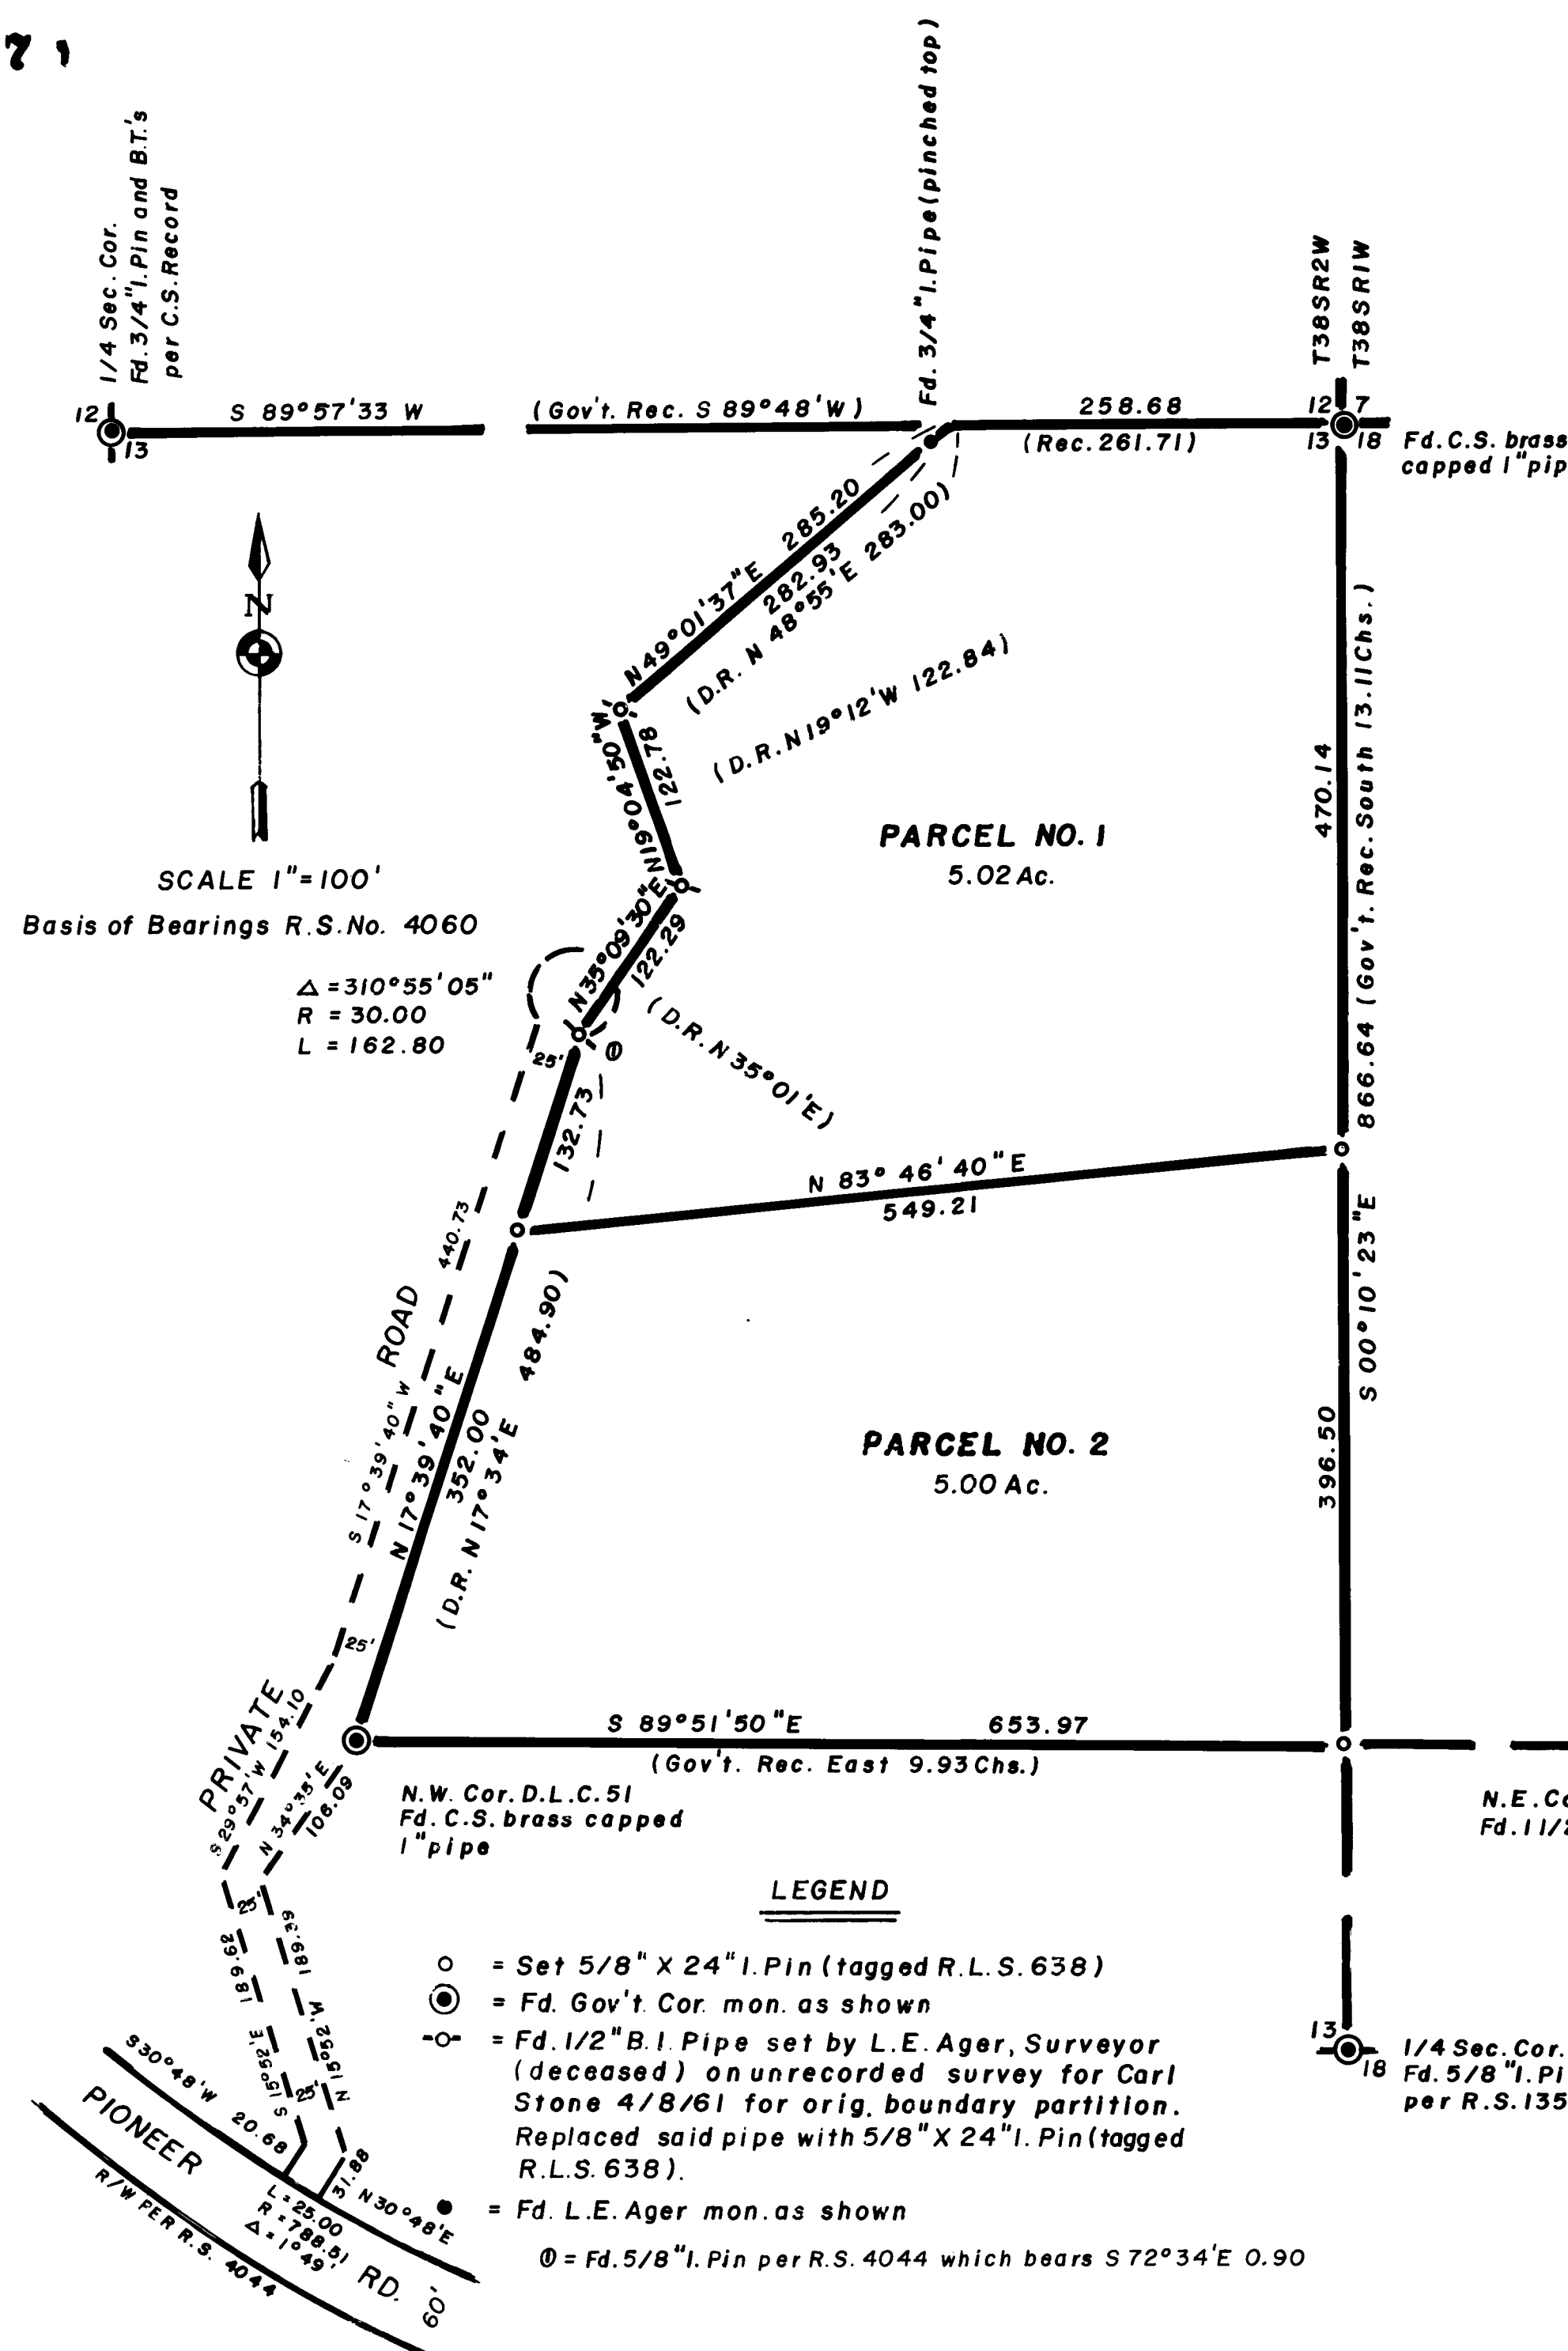 7
Fd. 3/4" I. Pipe (pinched top)
1/4 Sec. Cor.
Fd. 3/4" I. Pin and B.T.'s
per C.S. Record
T38SR2W
T38SR1W
12
13
S 89°57'33 W
(Gov't. Rec. S 89°48'W)
258.68
(Rec. 261.71)
12 7
13 18
Fd. C.S. brass
capped 1" pip
N 49°01'37"E 285.20
282.93
(D.R. N 48°55'E 283.00)
N
N19°04'50"W
122.78
(D.R. N19°12'W 122.84)
PARCEL NO. 1
5.02 Ac.
470.14
866.64 (Gov't. Rec. South 13.11 Chs.)
SCALE 1"=100'
Basis of Bearings R.S. No. 4060
N35°09'30"E
122.29
(D.R. N 35°01'E)
Δ = 310°55'05"
R = 30.00
L = 162.80
25'
132.73
N 83° 46' 40" E
549.21
S 00°10'23"E
440.73
S 17°39'40" W
PRIVATE ROAD
N 17°39'40"E
352.00
(D.R. N 17°34'E 484.90)
PARCEL NO. 2
5.00 Ac.
396.50
25'
S 89°51'50"E 653.97
(Gov't. Rec. East 9.93 Chs.)
S 29°57'W 154.10
N 34°35'E
106.09
N.W. Cor. D.L.C. 51
Fd. C.S. brass capped
1" pipe
N.E. Co
Fd. 1 1/2
25'
189.62
S 15°52'E
189.39
N 15°52'W
25'
LEGEND
= Set 5/8" X 24" I. Pin (tagged R.L.S. 638)
= Fd. Gov't. Cor. mon. as shown
= Fd. 1/2" B.I. Pipe set by L.E. Ager, Surveyor
(deceased) on unrecorded survey for Carl
Stone 4/8/61 for orig. boundary partition.
Replaced said pipe with 5/8" X 24" I. Pin (tagged
R.L.S. 638).
= Fd. L.E. Ager mon. as shown
① = Fd. 5/8" I. Pin per R.S. 4044 which bears S 72°34'E 0.90
13
18
1/4 Sec. Cor.
Fd. 5/8" I. Pi
per R.S. 135
S30°48'W 20.68
31.88
N30°48'E
PIONEER RD. 60'
L = 25.00
R = 788.51
Δ = 1°49'
R/W PER R.S. 4044